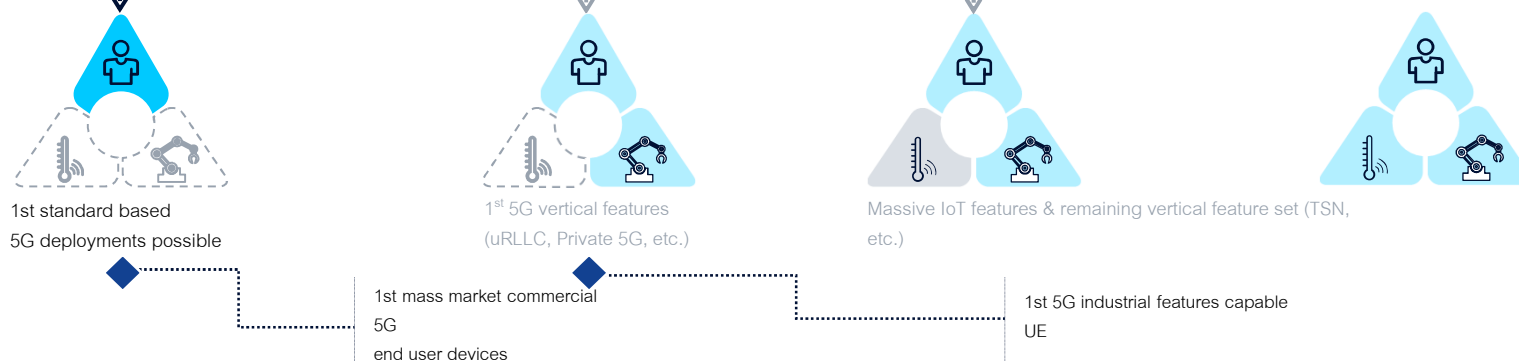 1st standard based
5G deployments possible
1st 5G vertical features
(uRLLC, Private 5G, etc.)
Massive IoT features & remaining vertical feature set (TSN,
etc.)
1st mass market commercial
5G
end user devices
1st 5G industrial features capable
UE